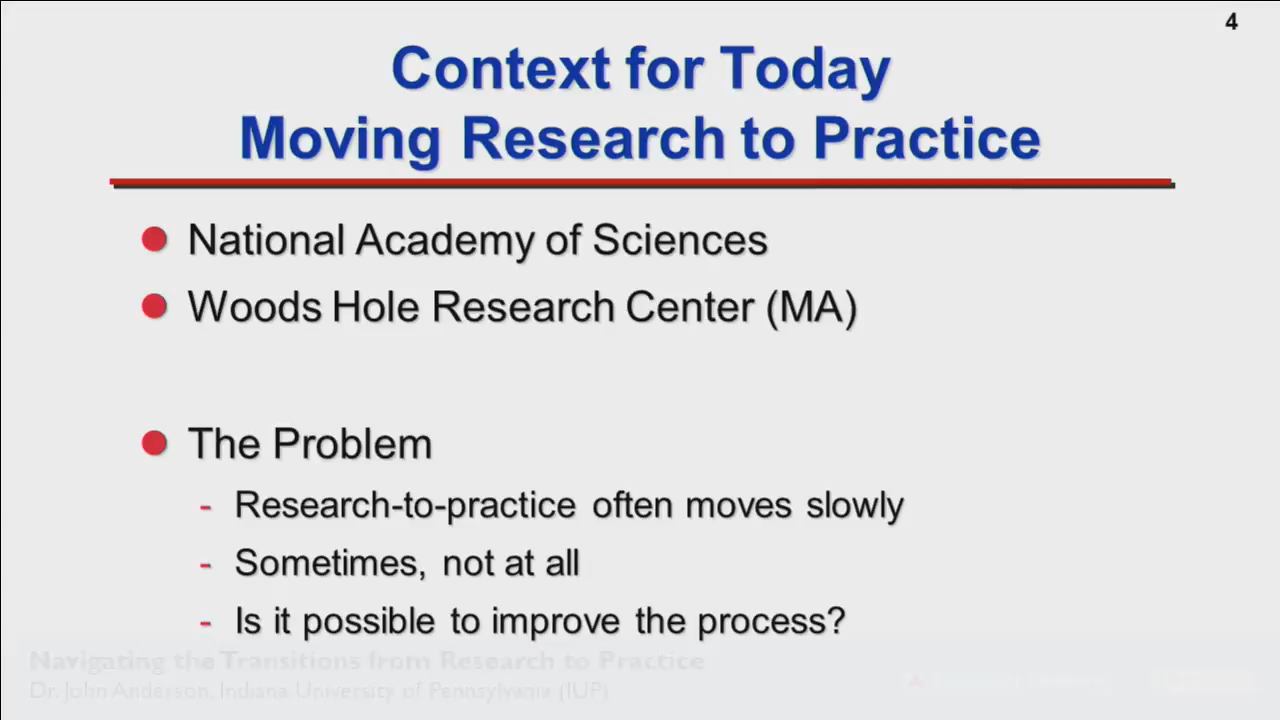 4
Context for Today
Moving Research to Practice
National Academy of Sciences
Woods Hole Research Center (MA)
The Problem
- Research-to-practice often moves slowly
- Sometimes, not at all
- Is it possible to improve the process?
Navigating the Transitions from Research to Practice
Dr. John Anderson, Indiana University of Pennsylvania (IUP)